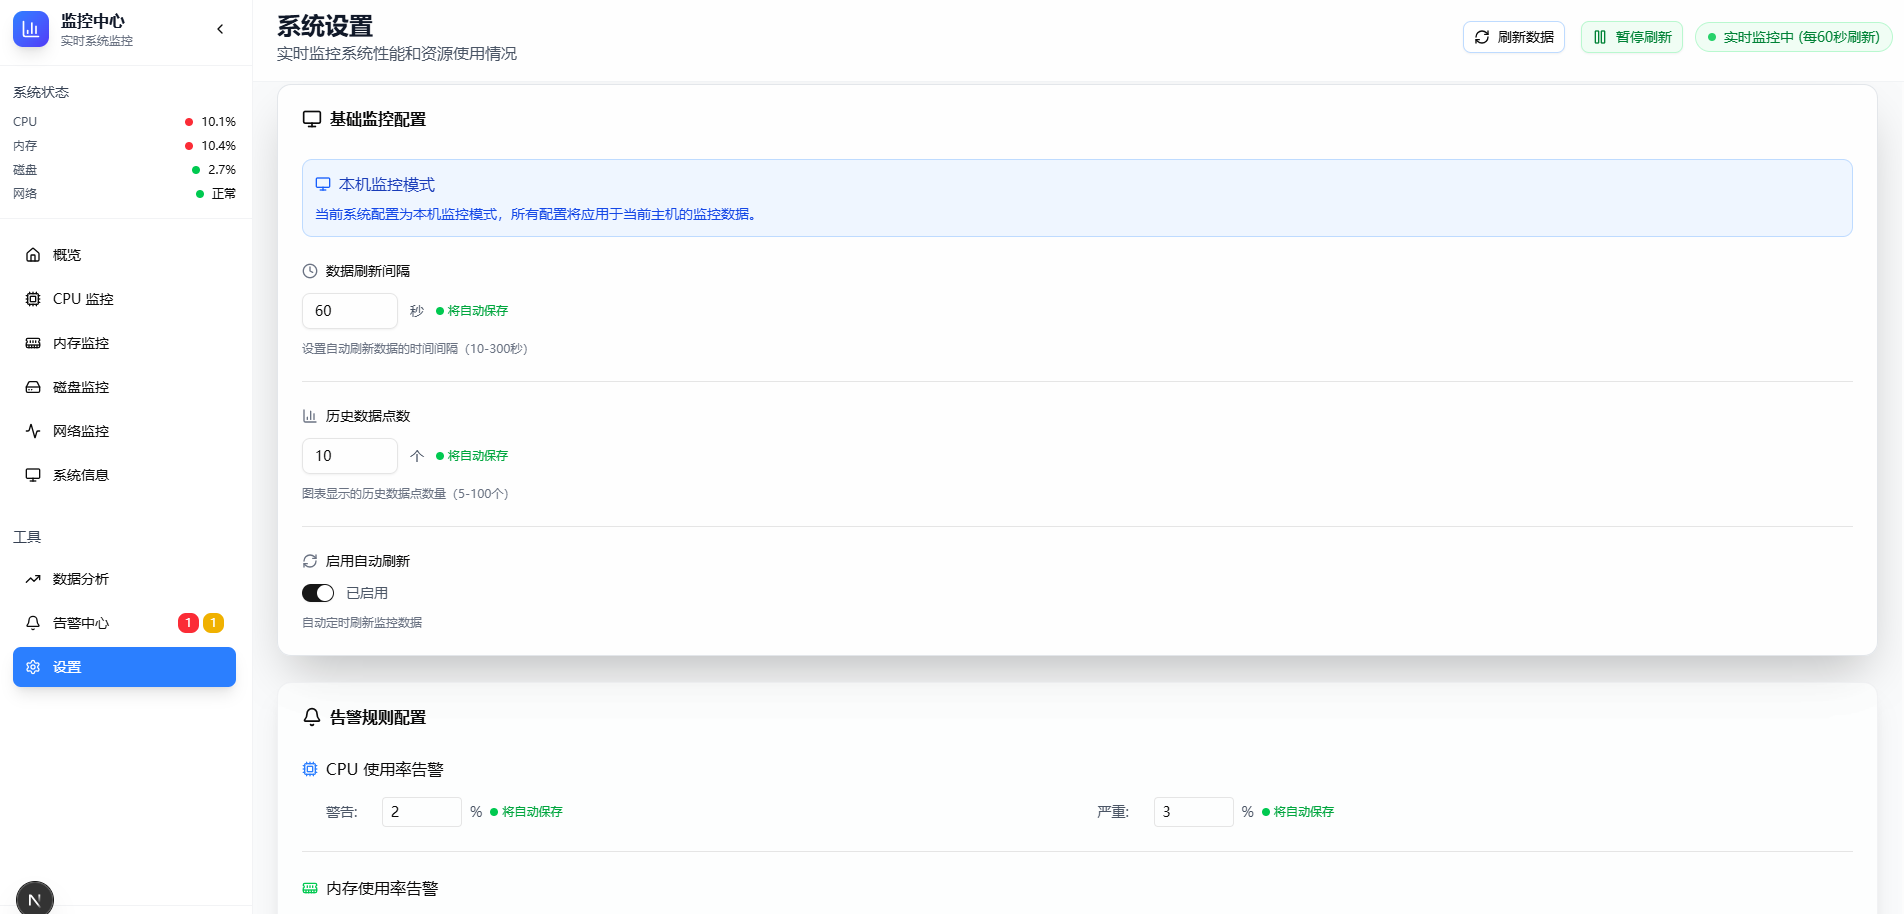 监控中心
实时系统监控
系统状态
CPU 10.1%
内存 10.4%
磁盘 2.7%
网络 正常
概览
CPU 监控
内存监控
磁盘监控
网络监控
系统信息
工具
数据分析
告警中心 1 1
设置
N
系统设置
实时监控系统性能和资源使用情况
刷新数据 暂停刷新 实时监控中 (每60秒刷新)
基础监控配置
本机监控模式
当前系统配置为本机监控模式，所有配置将应用于当前主机的监控数据。
数据刷新间隔
60 秒 将自动保存
设置自动刷新数据的时间间隔（10-300秒）
历史数据点数
10 个 将自动保存
图表显示的历史数据点数量（5-100个）
启用自动刷新
已启用
自动定时刷新监控数据
告警规则配置
CPU 使用率告警
警告: 2 % 将自动保存 严重: 3 % 将自动保存
内存使用率告警